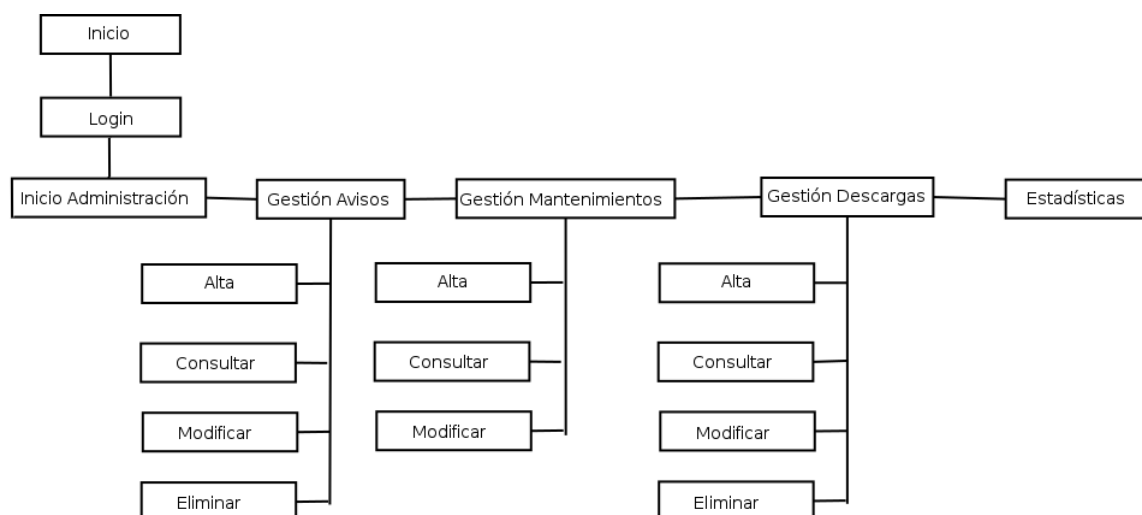 Inicio
Login
Inicio Administración
Gestión Avisos
Gestión Mantenimientos
Gestión Descargas
Estadísticas
Alta
Alta
Alta
Consultar
Consultar
Consultar
Modificar
Modificar
Modificar
Eliminar
Eliminar